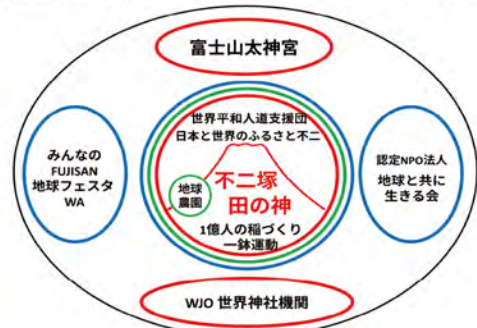 富士山太神宮
みんなの
FUJISAN
地球フェスタ
WA
世界平和人道支援団
日本と世界のふるさと不二
地球
農園
不二塚
田の神
1億人の稲づくり
一鉢運動
認定NPO法人
地球と共に
生きる会
WJO 世界神社機関